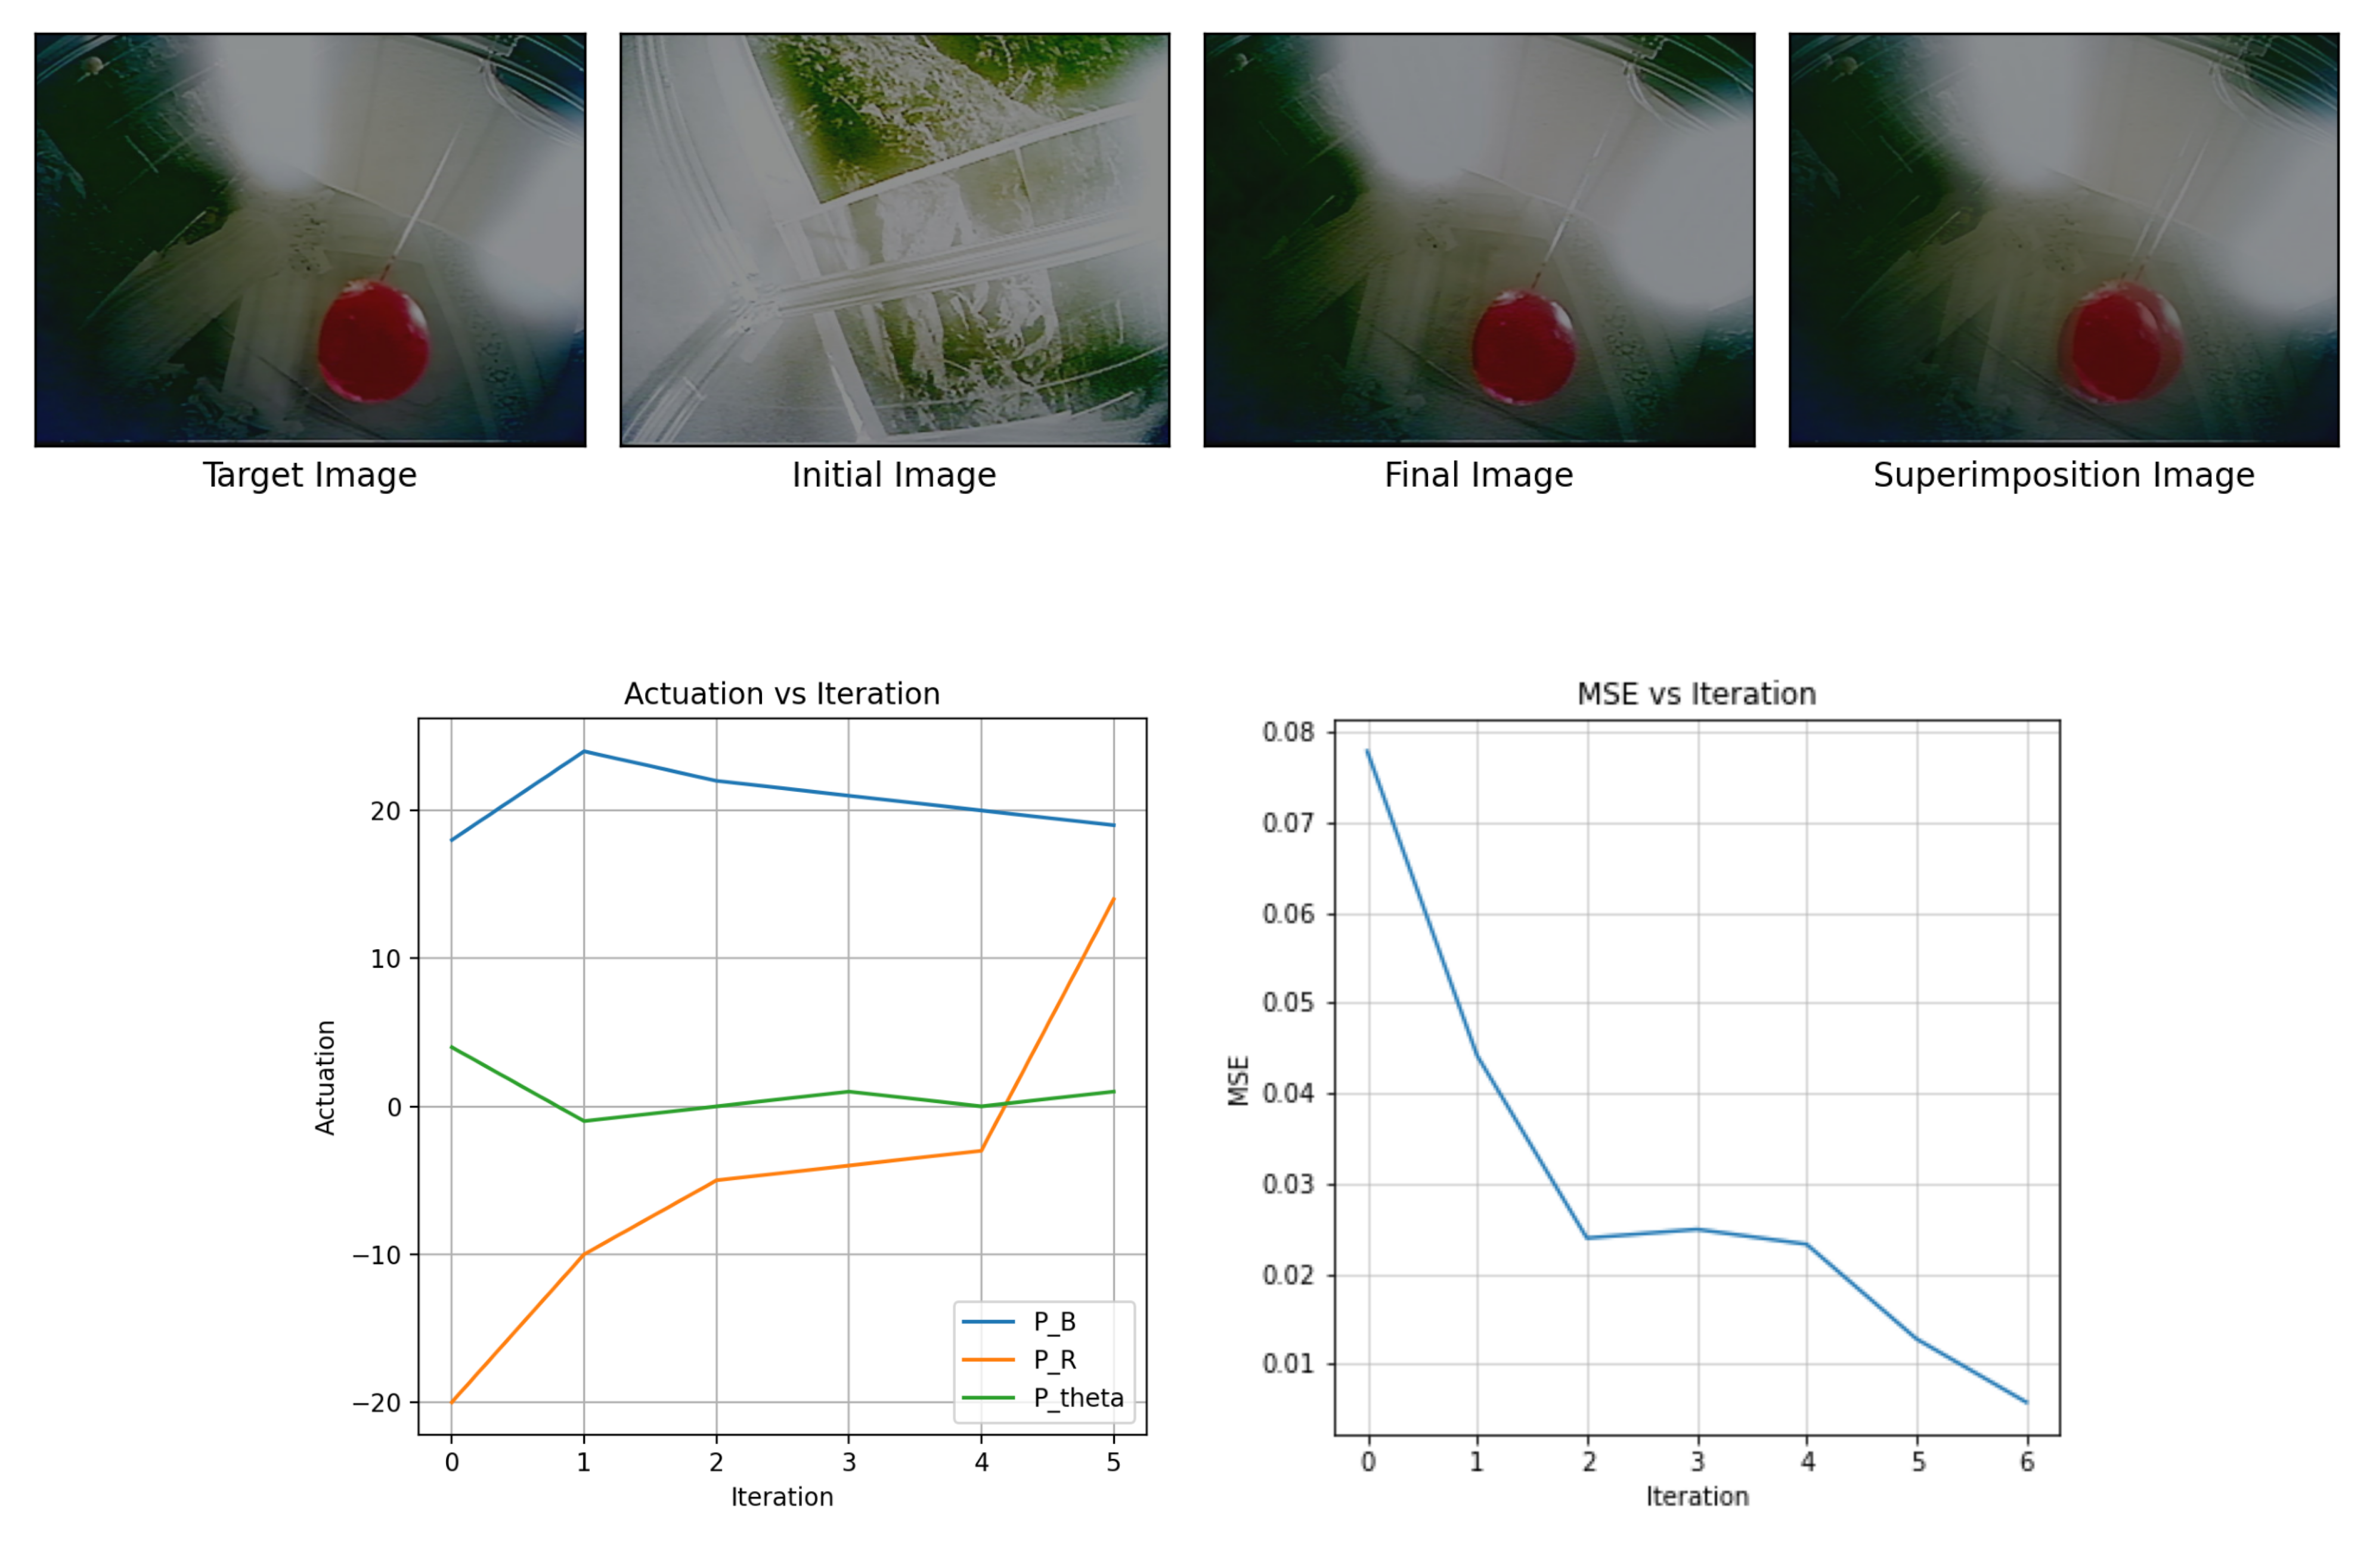 Target Image
Initial Image
Final Image
Superimposition Image
Actuation vs Iteration
20
10
0
−10
−20
Actuation
P_B
P_R
P_theta
0 1 2 3 4 5
Iteration
MSE vs Iteration
0.08
0.07
0.06
0.05
0.04
0.03
0.02
0.01
MSE
0 1 2 3 4 5 6
Iteration